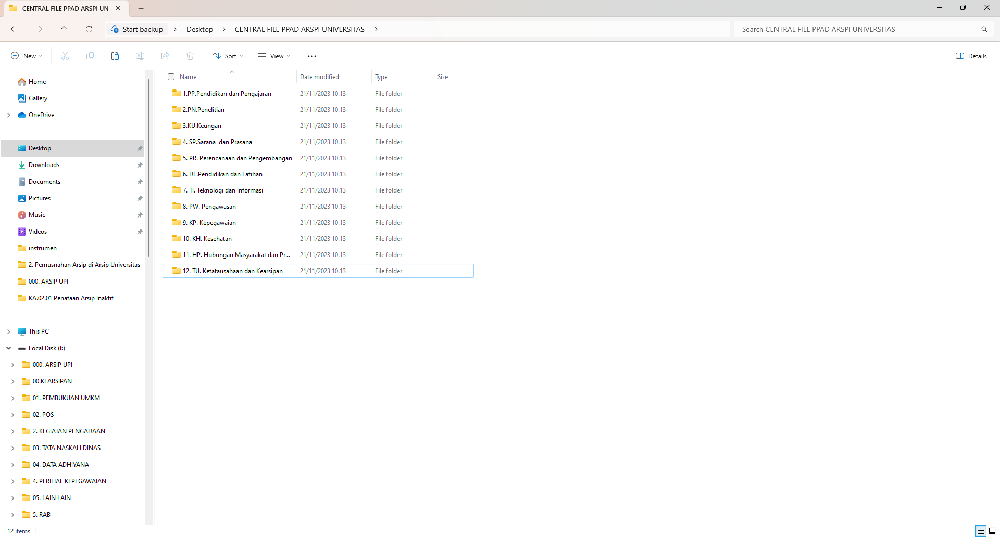 CENTRAL FILE PPAD ARSPI UN
Start backup > Desktop > CENTRAL FILE PPAD ARSPI UNIVERSITAS >
Search CENTRAL FILE PPAD ARSPI UNIVERSITAS
New
Sort
View
Details
Home
Gallery
OneDrive
Desktop
Downloads
Documents
Pictures
Music
Videos
instrumen
2. Pemusnahan Arsip di Arsip Universitas
000. ARSIP UPI
KA.02.01 Penataan Arsip Inaktif
This PC
Local Disk (I:)
000. ARSIP UPI
00.KEARSIPAN
01. PEMBUKUAN UMKM
02. POS
2. KEGIATAN PENGADAAN
03. TATA NASKAH DINAS
04. DATA ADHIYANA
4. PERIHAL KEPEGAWAIAN
05. LAIN LAIN
5. RAB
Name Date modified Type Size
1.PP.Pendidikan dan Pengajaran 21/11/2023 10.13 File folder
2.PN.Penelitian 21/11/2023 10.13 File folder
3.KU.Keungan 21/11/2023 10.13 File folder
4. SP.Sarana  dan Prasana 21/11/2023 10.13 File folder
5. PR. Perencanaan dan Pengembangan 21/11/2023 10.13 File folder
6. DL.Pendidikan dan Latihan 21/11/2023 10.13 File folder
7. TI. Teknologi dan Informasi 21/11/2023 10.13 File folder
8. PW. Pengawasan 21/11/2023 10.13 File folder
9. KP. Kepegawaian 21/11/2023 10.13 File folder
10. KH. Kesehatan 21/11/2023 10.13 File folder
11. HP. Hubungan Masyarakat dan Pr... 21/11/2023 10.13 File folder
12. TU. Ketatausahaan dan Kearsipan 21/11/2023 10.13 File folder
12 items